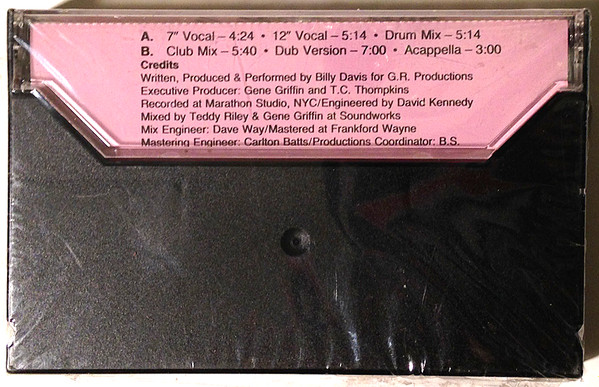 A. 7" Vocal – 4:24 • 12" Vocal – 5:14 • Drum Mix – 5:14
B. Club Mix – 5:40 • Dub Version – 7:00 • Acappella – 3:00
Credits
Written, Produced & Performed by Billy Davis for G.R. Productions
Executive Producer: Gene Griffin and T.C. Thompkins
Recorded at Marathon Studio, NYC/Engineered by David Kennedy
Mixed by Teddy Riley & Gene Griffin at Soundworks
Mix Engineer: Dave Way/Mastered at Frankford Wayne
Mastering Engineer: Carlton Batts/Productions Coordinator: B.S.